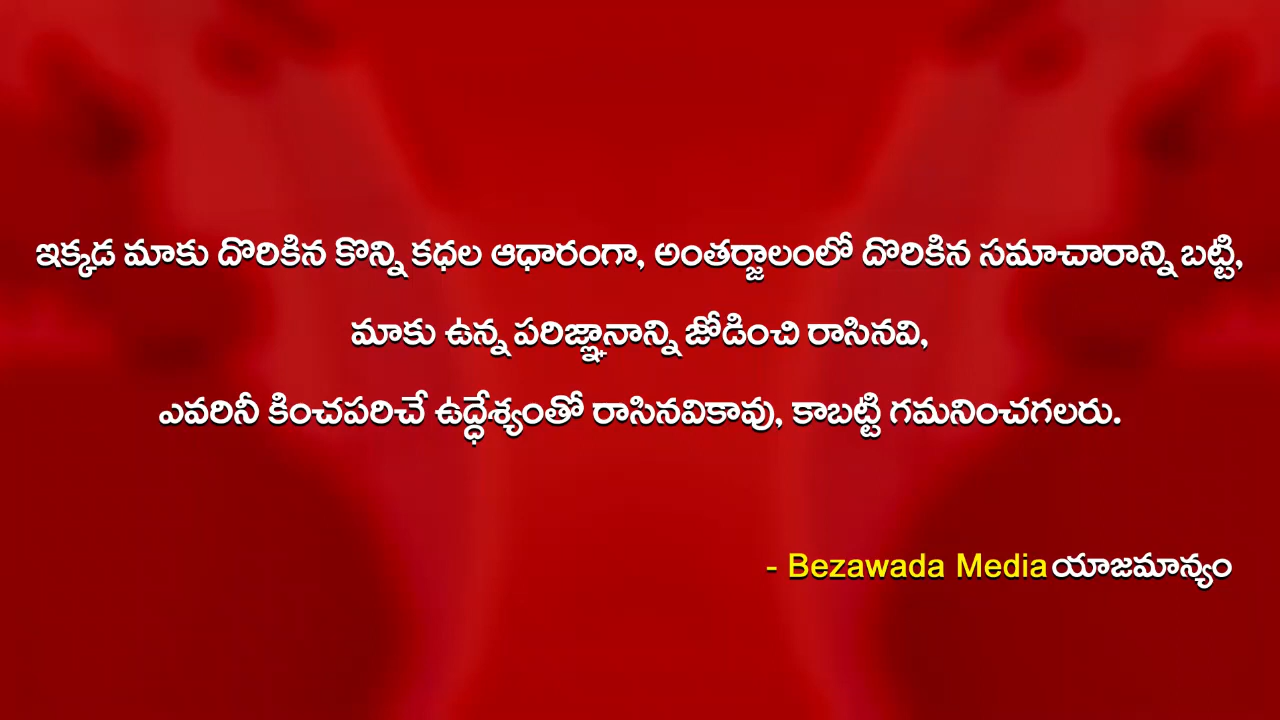 ఇక్కడ మాకు దొరికిన కొన్ని కధల ఆధారంగా, అంతర్జాలంలో దొరికిన సమాచారాన్ని బట్టి,
మాకు ఉన్న పరిజ్ఞానాన్ని జోడించి రాసినవి,
ఎవరినీ కించపరిచే ఉద్ధేశ్యంతో రాసినవికావు, కాబట్టి గమనించగలరు.
- Bezawada Media యాజమాన్యం